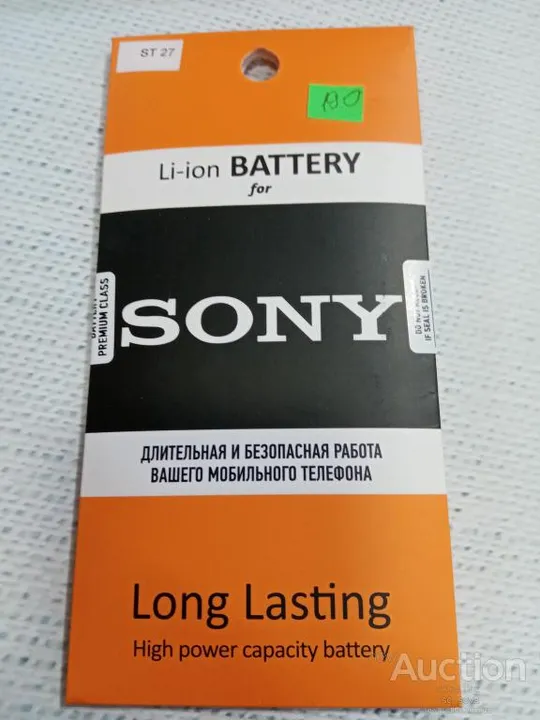 ST 27
Li-ion BATTERY
for
BATTERY
PREMIUM CLASS
SONY
IF SEAL IS BROKEN
ДЛИТЕЛЬНАЯ И БЕЗОПАСНАЯ РАБОТА
ВАШЕГО МОБИЛЬНОГО ТЕЛЕФОНА
Long Lasting
High power capacity battery
Auction